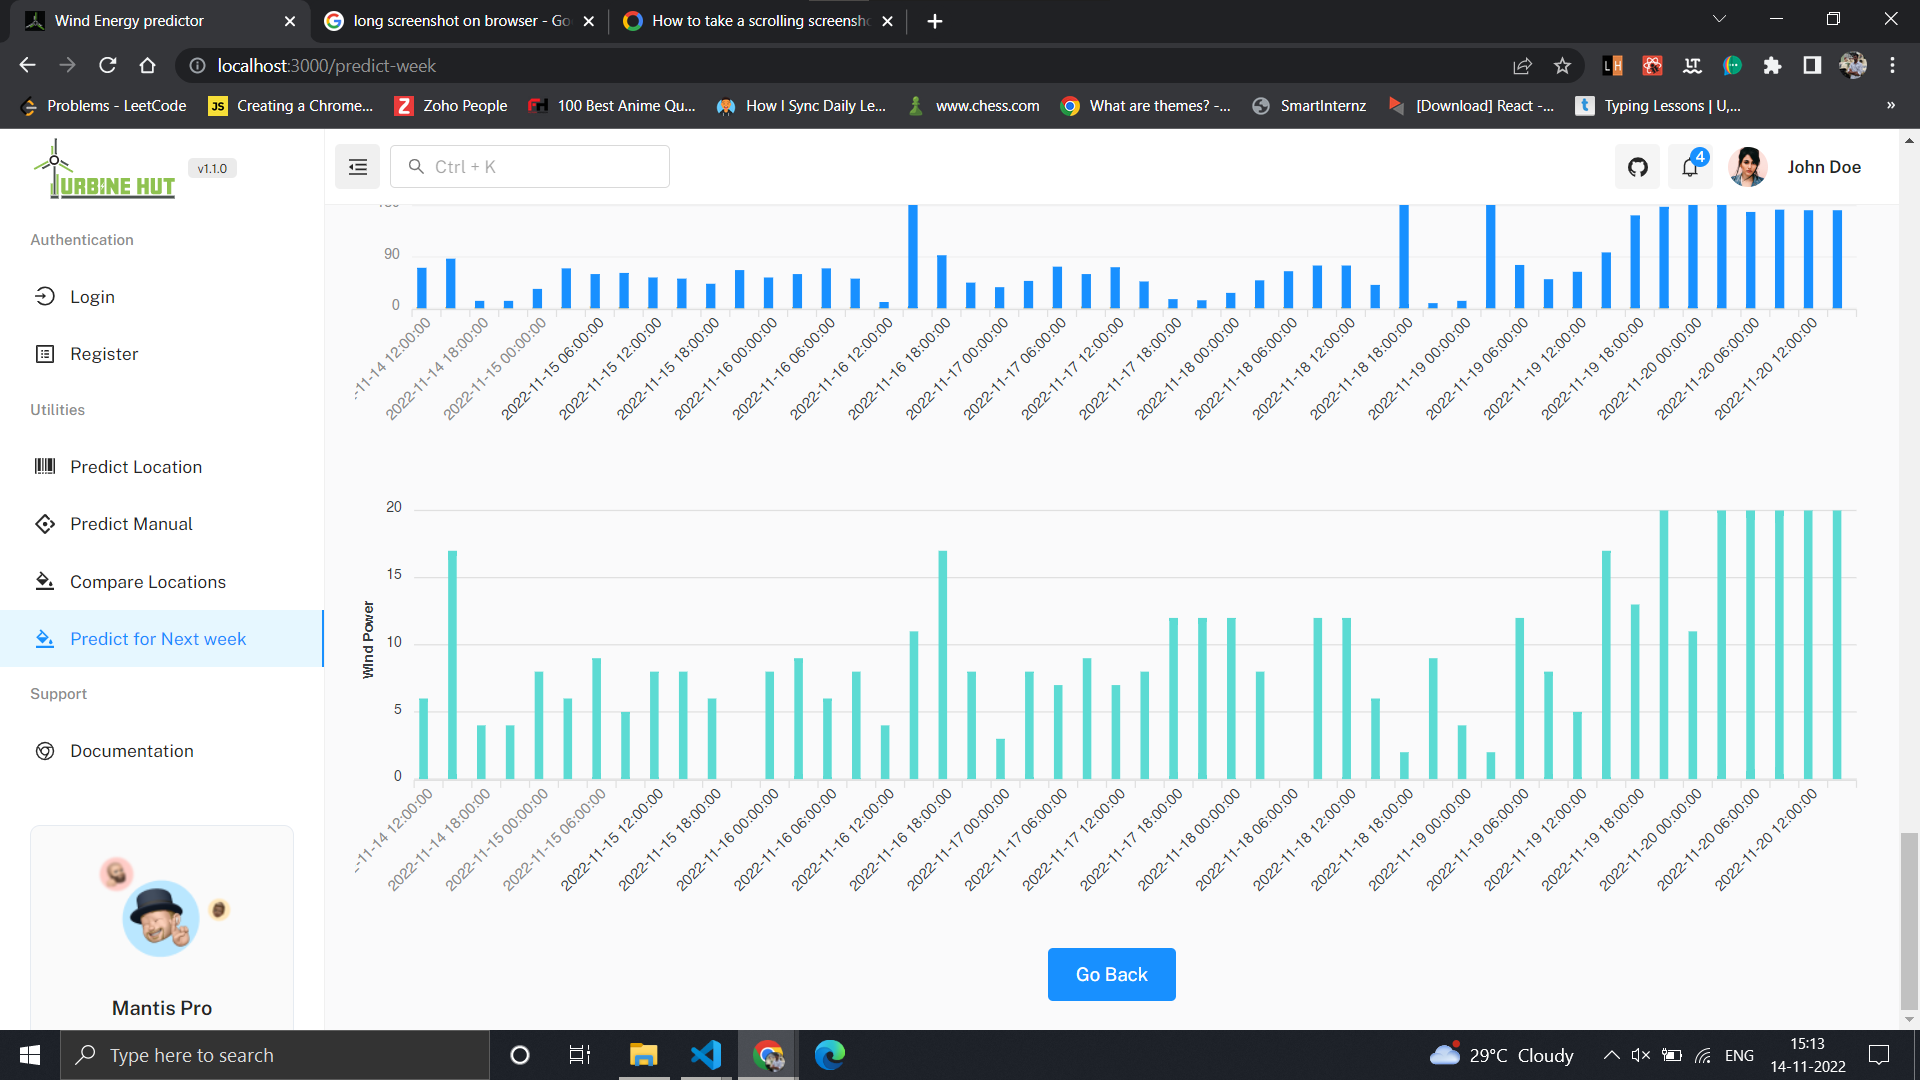 Wind Energy predictor
long screenshot on browser - Go
How to take a scrolling screensh
localhost:3000/predict-week
Problems - LeetCode
Creating a Chrome...
Zoho People
100 Best Anime Qu...
How I Sync Daily Le...
www.chess.com
What are themes? -...
SmartInternz
[Download] React -...
Typing Lessons | U,...
»
TURBINE HUT
v1.1.0
Ctrl + K
4
John Doe
Authentication
Login
Register
Utilities
Predict Location
Predict Manual
Compare Locations
Predict for Next week
Support
Documentation
Mantis Pro
90
0
-11-14 12:00:00
2022-11-14 18:00:00
2022-11-15 00:00:00
2022-11-15 06:00:00
2022-11-15 12:00:00
2022-11-15 18:00:00
2022-11-16 00:00:00
2022-11-16 06:00:00
2022-11-16 12:00:00
2022-11-16 18:00:00
2022-11-17 00:00:00
2022-11-17 06:00:00
2022-11-17 12:00:00
2022-11-17 18:00:00
2022-11-18 00:00:00
2022-11-18 06:00:00
2022-11-18 12:00:00
2022-11-18 18:00:00
2022-11-19 00:00:00
2022-11-19 06:00:00
2022-11-19 12:00:00
2022-11-19 18:00:00
2022-11-20 00:00:00
2022-11-20 06:00:00
2022-11-20 12:00:00
Wind Power
20
15
10
5
0
-11-14 12:00:00
2022-11-14 18:00:00
2022-11-15 00:00:00
2022-11-15 06:00:00
2022-11-15 12:00:00
2022-11-15 18:00:00
2022-11-16 00:00:00
2022-11-16 06:00:00
2022-11-16 12:00:00
2022-11-16 18:00:00
2022-11-17 00:00:00
2022-11-17 06:00:00
2022-11-17 12:00:00
2022-11-17 18:00:00
2022-11-18 00:00:00
2022-11-18 06:00:00
2022-11-18 12:00:00
2022-11-18 18:00:00
2022-11-19 00:00:00
2022-11-19 06:00:00
2022-11-19 12:00:00
2022-11-19 18:00:00
2022-11-20 00:00:00
2022-11-20 06:00:00
2022-11-20 12:00:00
Go Back
Type here to search
29°C Cloudy
ENG
15:13
14-11-2022